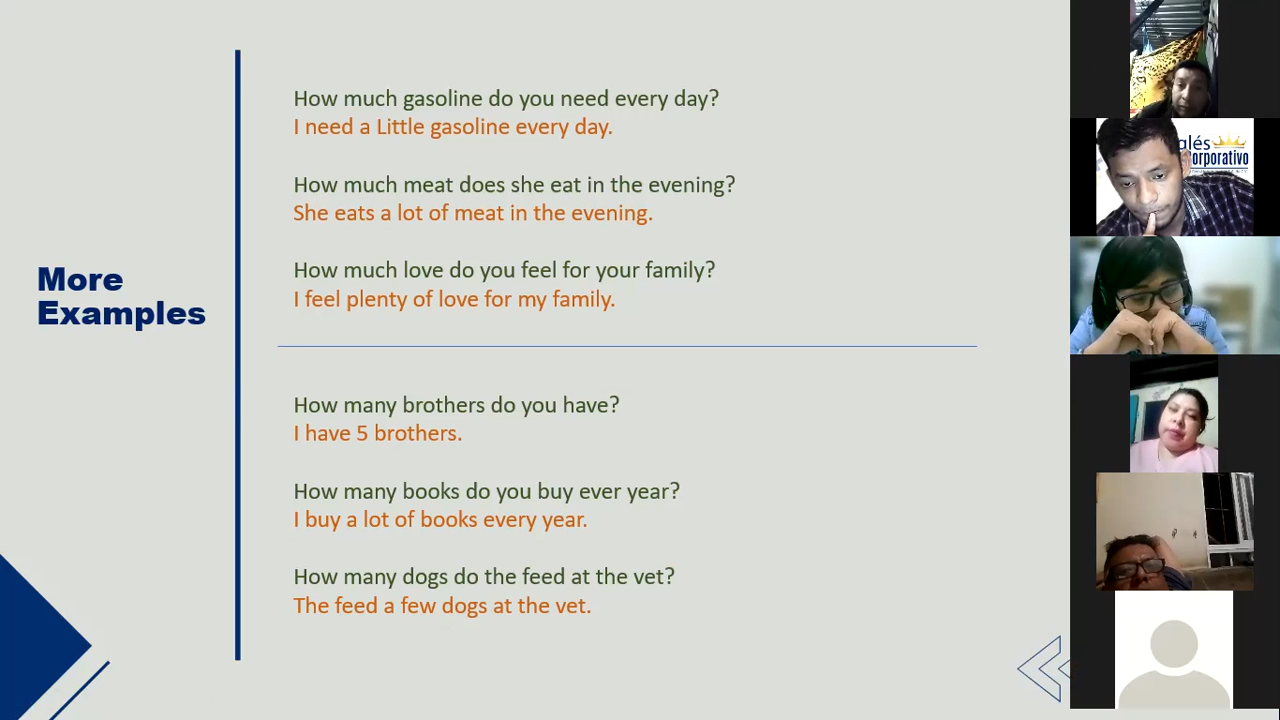 More
Examples
How much gasoline do you need every day?
I need a Little gasoline every day.
How much meat does she eat in the evening?
She eats a lot of meat in the evening.
How much love do you feel for your family?
I feel plenty of love for my family.
How many brothers do you have?
I have 5 brothers.
How many books do you buy ever year?
I buy a lot of books every year.
How many dogs do the feed at the vet?
The feed a few dogs at the vet.
alés
orporativo